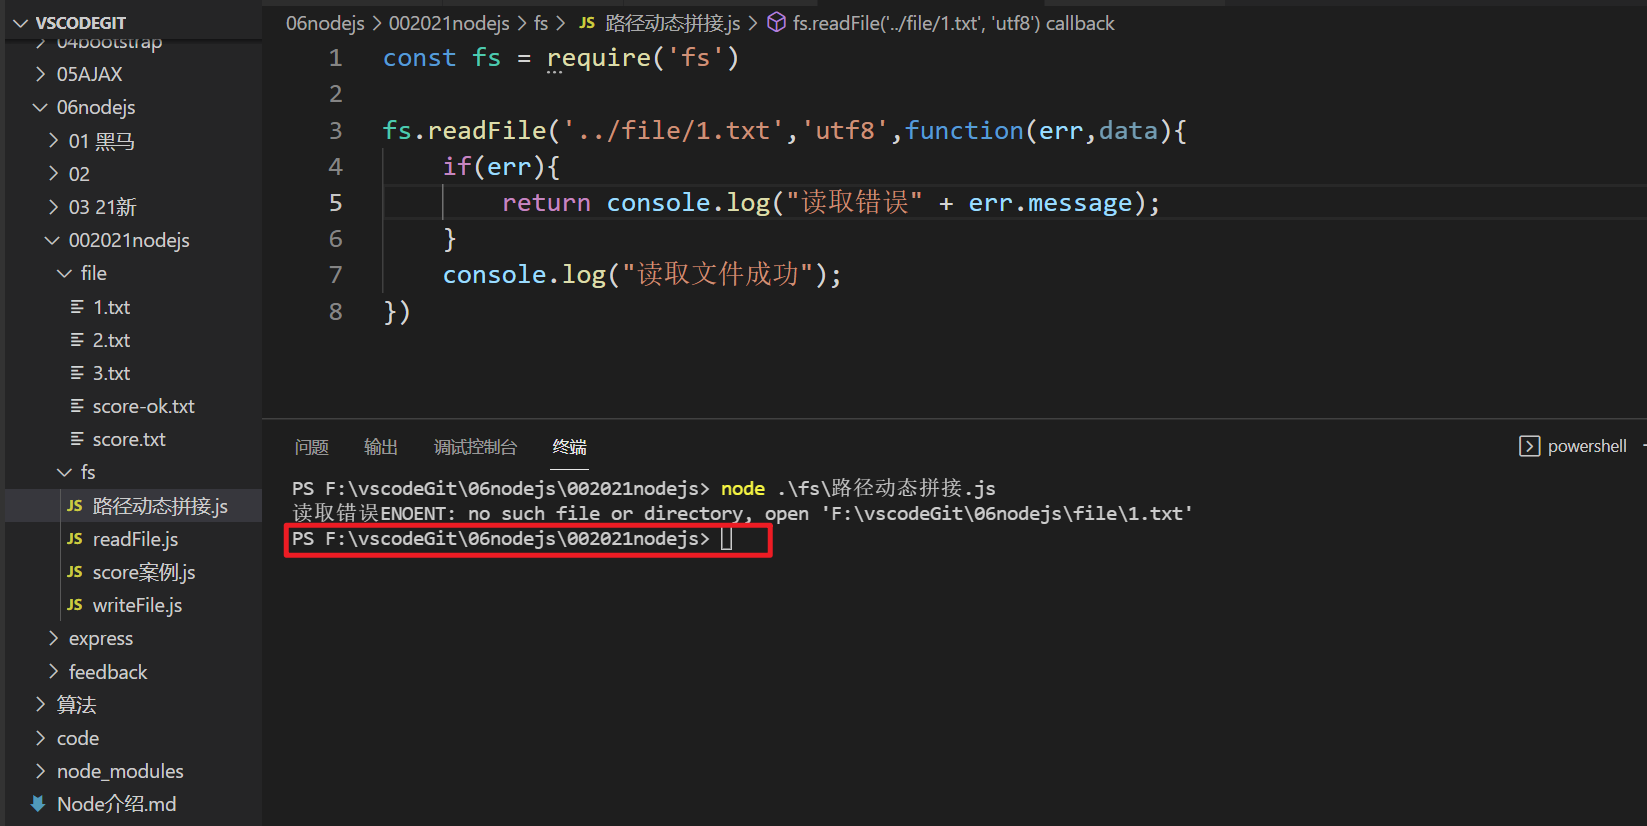 VSCODEGIT
04bootstrap
05AJAX
06nodejs
01 黑马
02
03 21新
002021nodejs
file
1.txt
2.txt
3.txt
score-ok.txt
score.txt
fs
JS 路径动态拼接.js
JS readFile.js
JS score案例.js
JS writeFile.js
express
feedback
算法
code
node_modules
Node介绍.md
06nodejs > 002021nodejs > fs > JS 路径动态拼接.js > fs.readFile('../file/1.txt', 'utf8') callback
1 const fs = require('fs')
2
3 fs.readFile('../file/1.txt','utf8',function(err,data){
4 if(err){
5 return console.log("读取错误" + err.message);
6 }
7 console.log("读取文件成功");
8 })
问题 输出 调试控制台 终端 powershell
PS F:\vscodeGit\06nodejs\002021nodejs> node .\fs\路径动态拼接.js
读取错误ENOENT: no such file or directory, open 'F:\vscodeGit\06nodejs\file\1.txt'
PS F:\vscodeGit\06nodejs\002021nodejs>